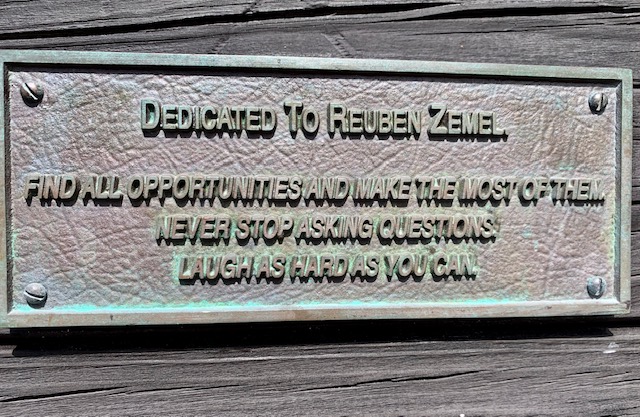 DEDICATED TO REUBEN ZEMEL.
FIND ALL OPPORTUNITIES AND MAKE THE MOST OF THEM.
NEVER STOP ASKING QUESTIONS.
LAUGH AS HARD AS YOU CAN.